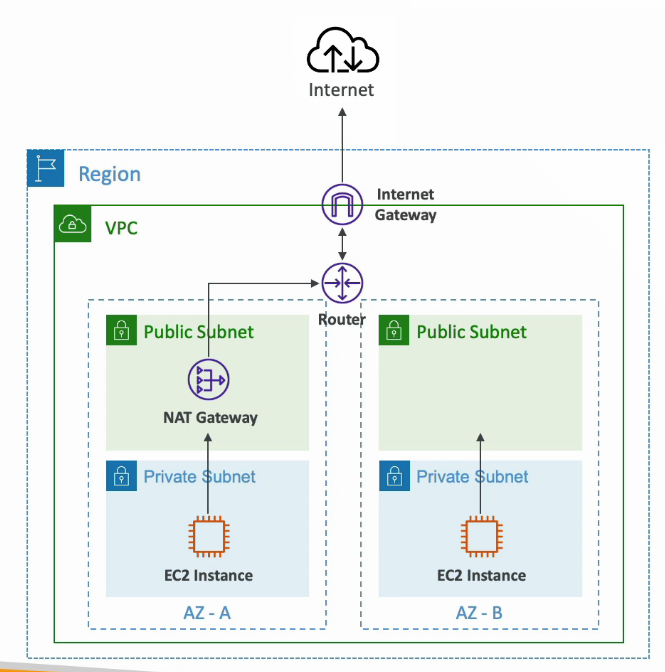 Internet
Region
Internet
Gateway
VPC
Router
Public Subnet
Public Subnet
NAT Gateway
Private Subnet
Private Subnet
EC2 Instance
EC2 Instance
AZ - A
AZ - B